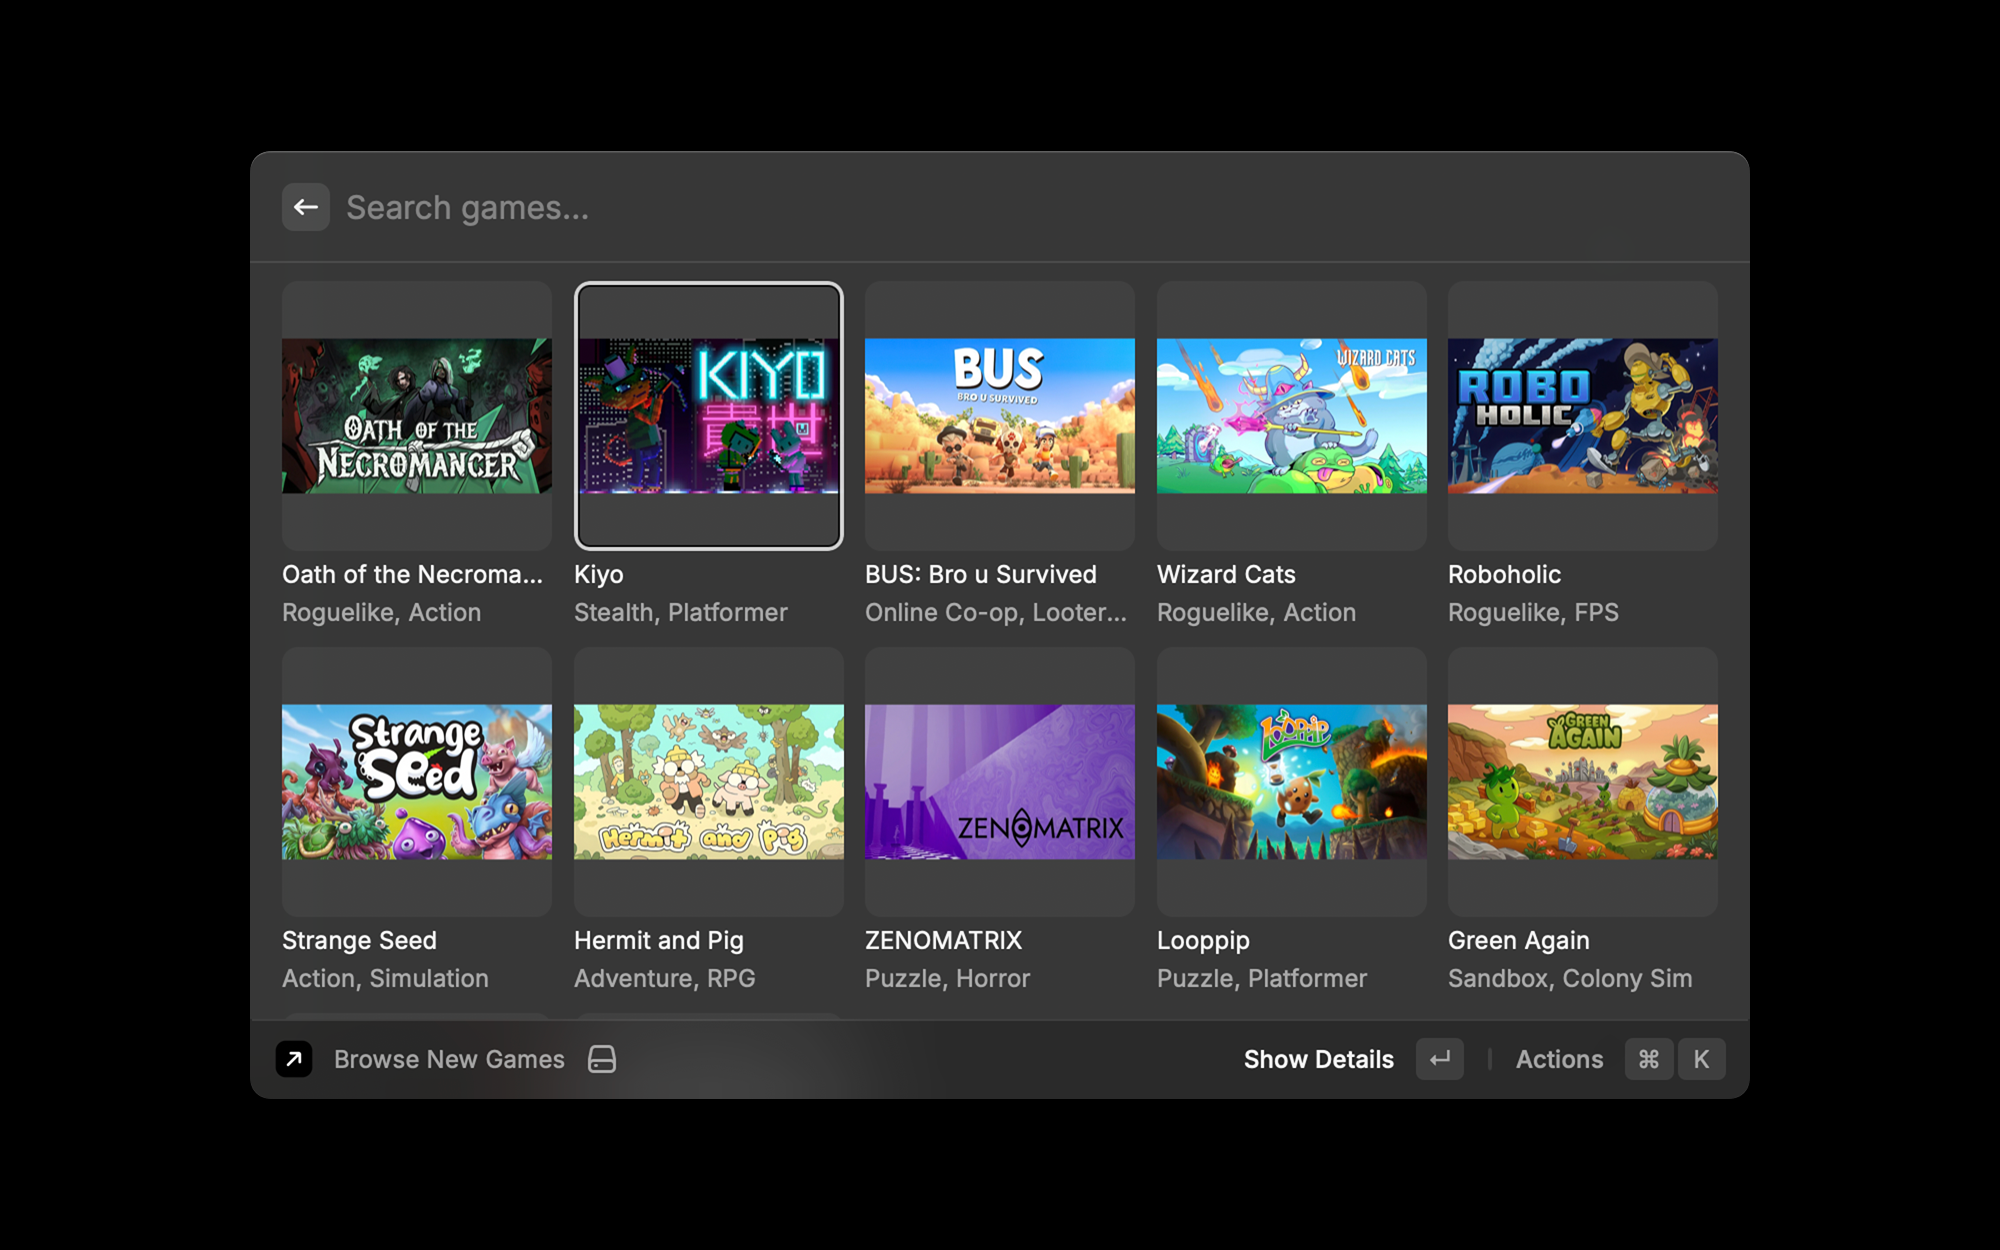 Search games...
OATH OF THE
NECROMANCER
KIYO
貴世
BUS
BRO U SURVIVED
WIZARD CATS
ROBO
HOLIC
Oath of the Necroma...
Kiyo
BUS: Bro u Survived
Wizard Cats
Roboholic
Roguelike, Action
Stealth, Platformer
Online Co-op, Looter...
Roguelike, Action
Roguelike, FPS
Strange
Seed
Hermit and Pig
ZENOMATRIX
Looppip
GREEN
AGAIN
Strange Seed
Hermit and Pig
ZENOMATRIX
Looppip
Green Again
Action, Simulation
Adventure, RPG
Puzzle, Horror
Puzzle, Platformer
Sandbox, Colony Sim
Browse New Games
Show Details ↵
Actions ⌘ K